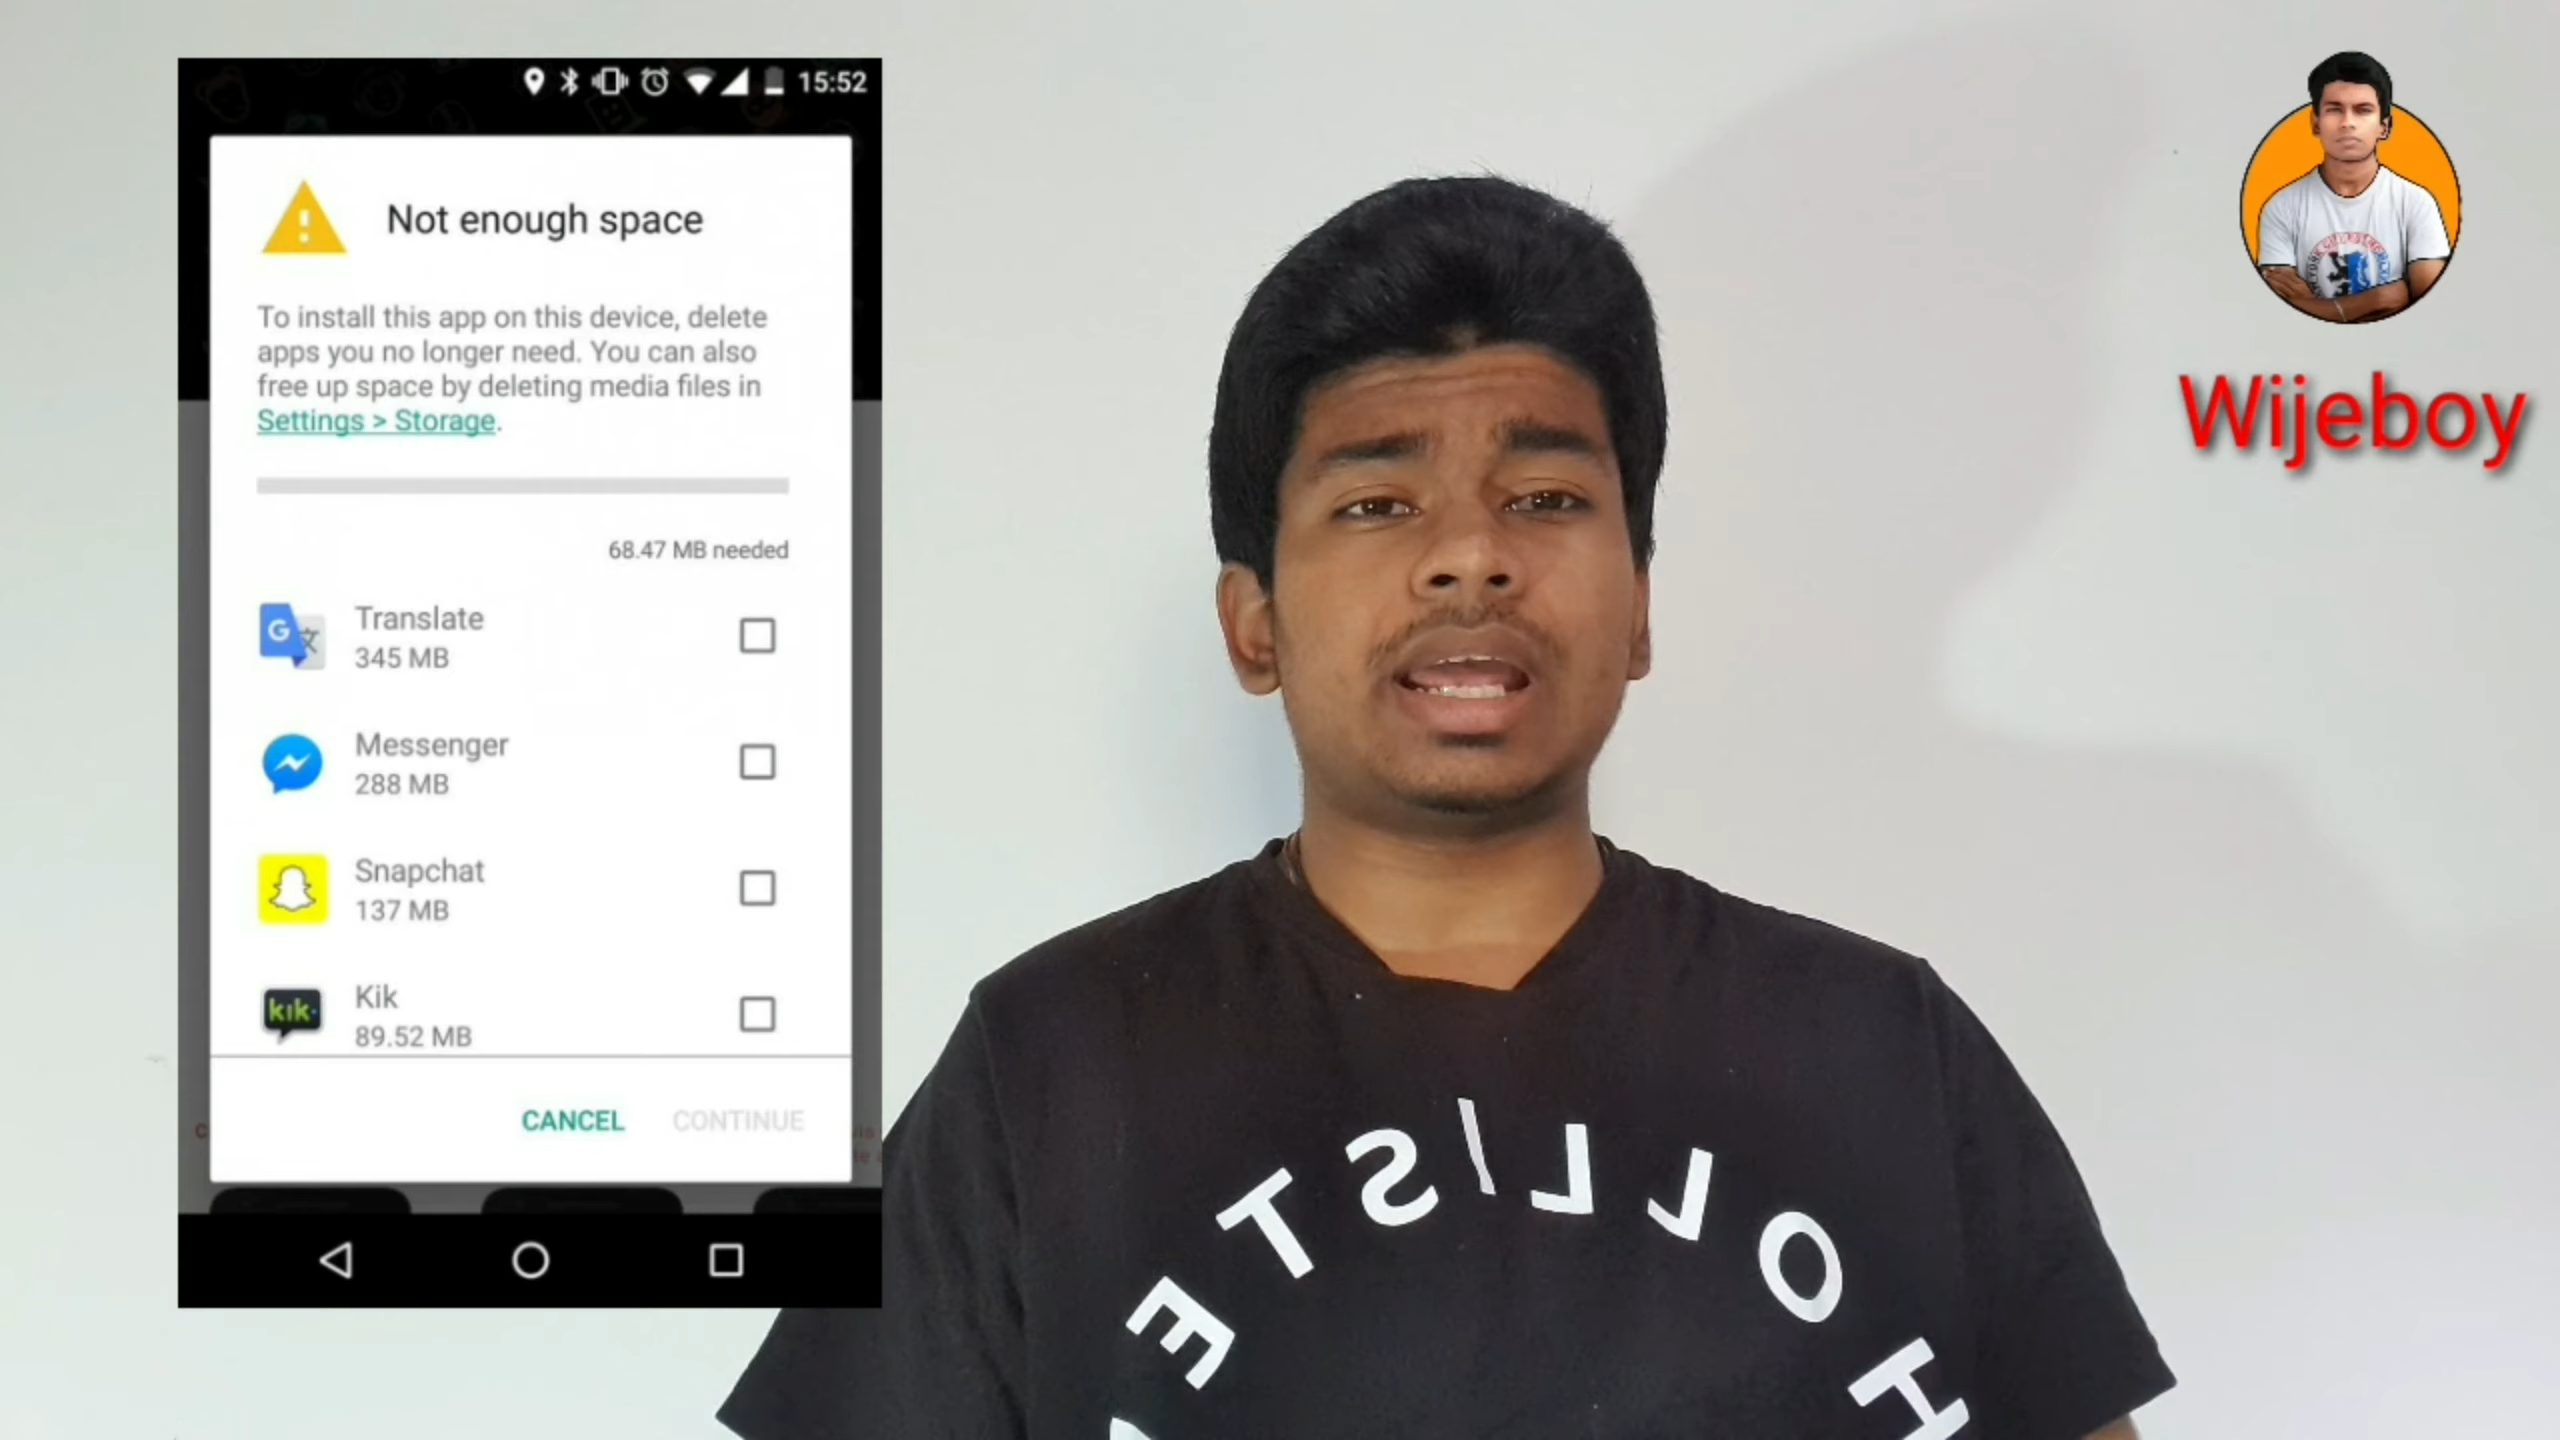 15:52
Not enough space
To install this app on this device, delete
apps you no longer need. You can also
free up space by deleting media files in
Settings > Storage.
68.47 MB needed
Translate
345 MB
Messenger
288 MB
Snapchat
137 MB
Kik
kik
89.52 MB
CANCEL
CONTINUE
Wijeboy
HOLLISTE